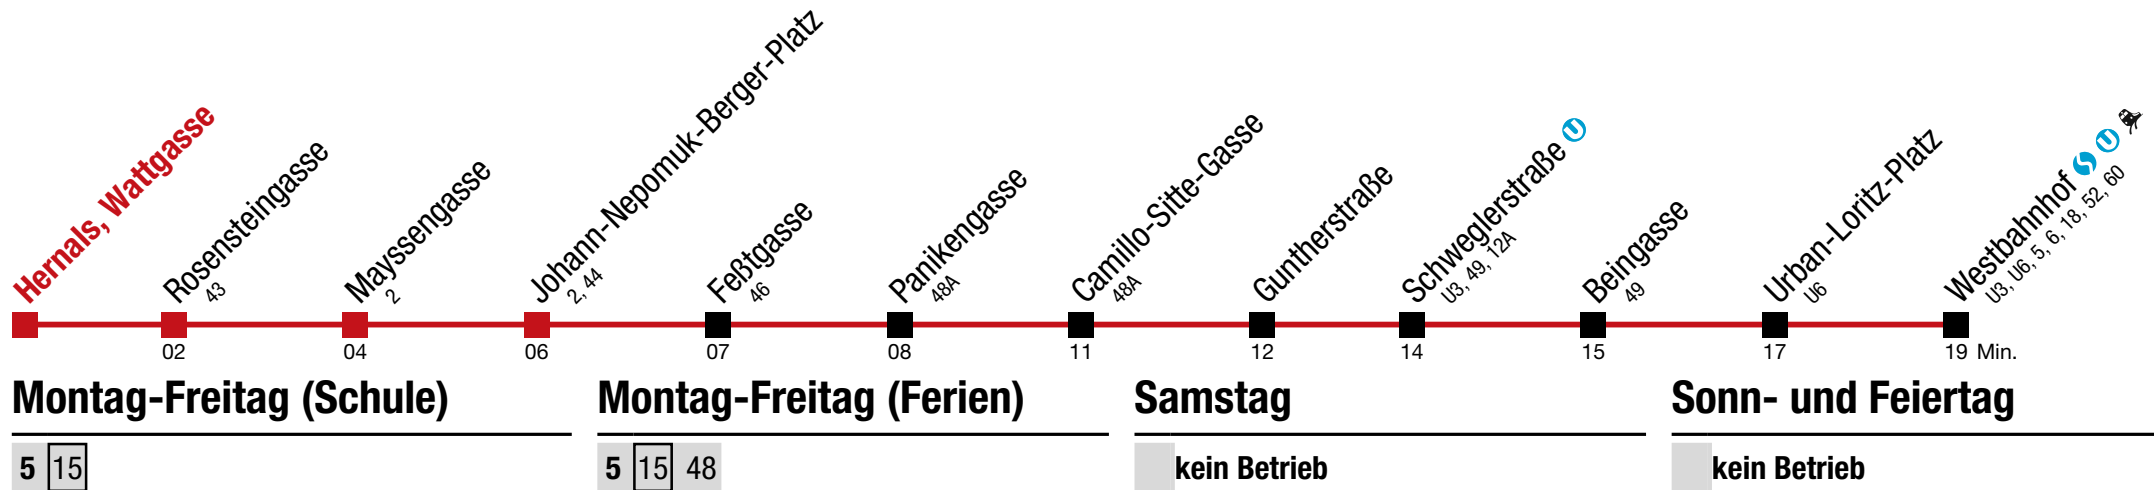 Hernals, Wattgasse
Rosensteingasse
43
Mayssengasse
2
Johann-Nepomuk-Berger-Platz
2, 44
Feßtgasse
46
Panikengasse
48A
Camillo-Sitte-Gasse
48A
Guntherstraße
Schweglerstraße U
U3, 49, 12A
Beingasse
49
Urban-Loritz-Platz
U6
Westbahnhof S U
U3, U6, 5, 6, 18, 52, 60
02 04 06 07 08 11 12 14 15 17 19 Min.
Montag-Freitag (Schule)
5 15
Montag-Freitag (Ferien)
5 15 48
Samstag
kein Betrieb
Sonn- und Feiertag
kein Betrieb